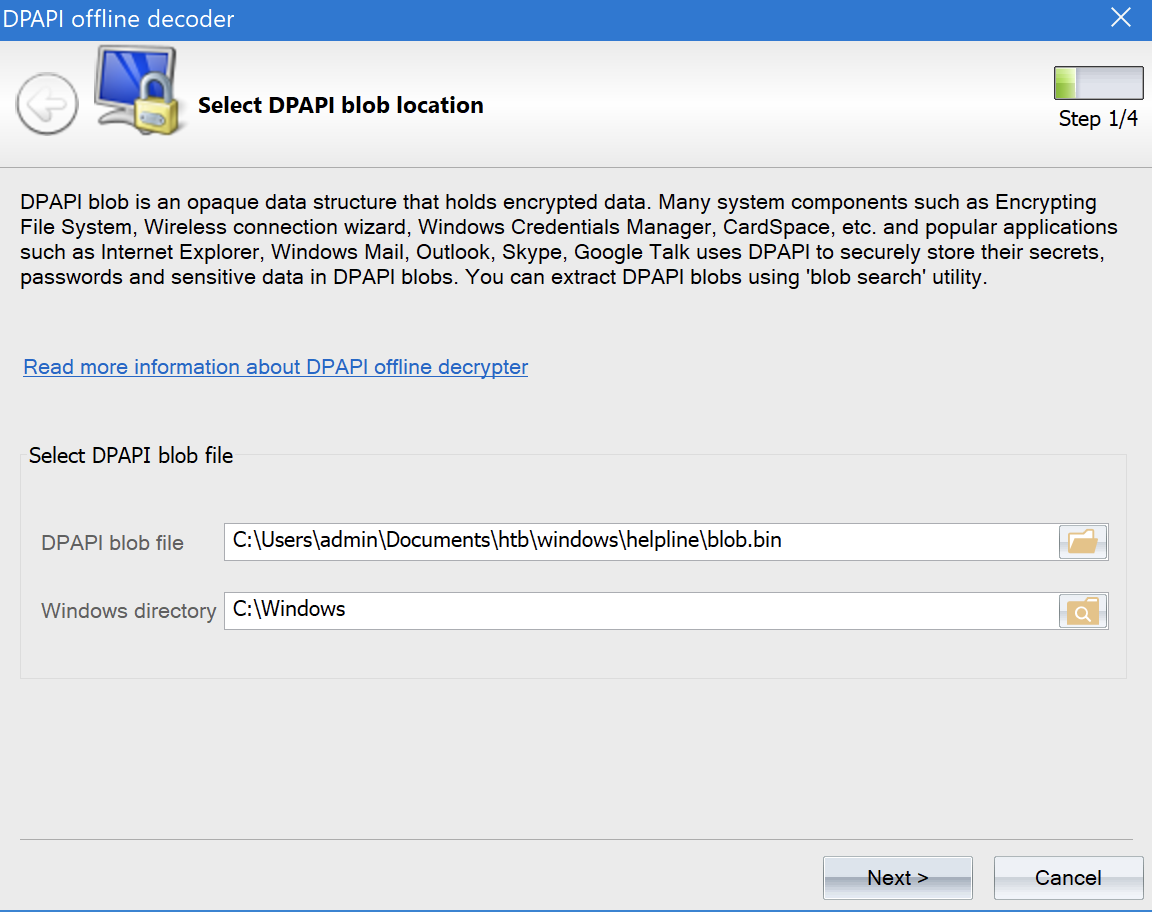 DPAPI offline decoder
Select DPAPI blob location
Step 1/4
DPAPI blob is an opaque data structure that holds encrypted data. Many system components such as Encrypting
File System, Wireless connection wizard, Windows Credentials Manager, CardSpace, etc. and popular applications
such as Internet Explorer, Windows Mail, Outlook, Skype, Google Talk uses DPAPI to securely store their secrets,
passwords and sensitive data in DPAPI blobs. You can extract DPAPI blobs using 'blob search' utility.
Read more information about DPAPI offline decrypter
Select DPAPI blob file
DPAPI blob file C:\Users\admin\Documents\htb\windows\helpline\blob.bin
Windows directory C:\Windows
Next > Cancel